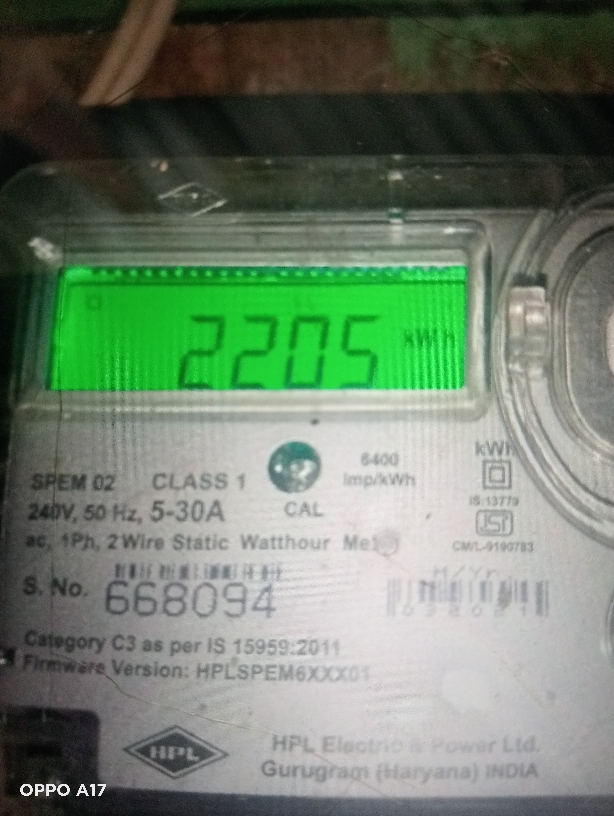 2205 kWh
SPEM 02 CLASS 1 6400 kWh
240V, 50 Hz, 5-30A CAL Imp/kWh
IS:13779
ac, 1Ph, 2 Wire Static Watthour
CM/L-9190783
S. No. 668094 M/Yr.
032021
Category C3 as per IS 15959:2011
Firmware Version: HPLSPEM6XXX01
HPL HPL Electric & Power Ltd.
Gurugram (Haryana) INDIA
OPPO A17